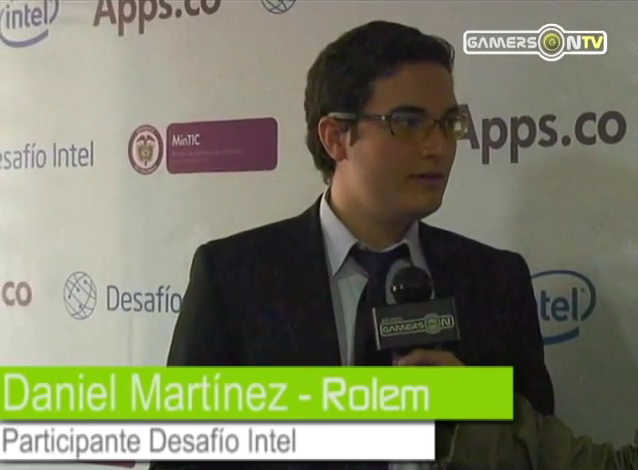 intel
Apps.co
GAMERS ON TV
MinTIC
esafío Intel
Apps.co
co
Desafío
intel
GAMERS ON
Daniel Martínez - Rolem
Participante Desafío Intel